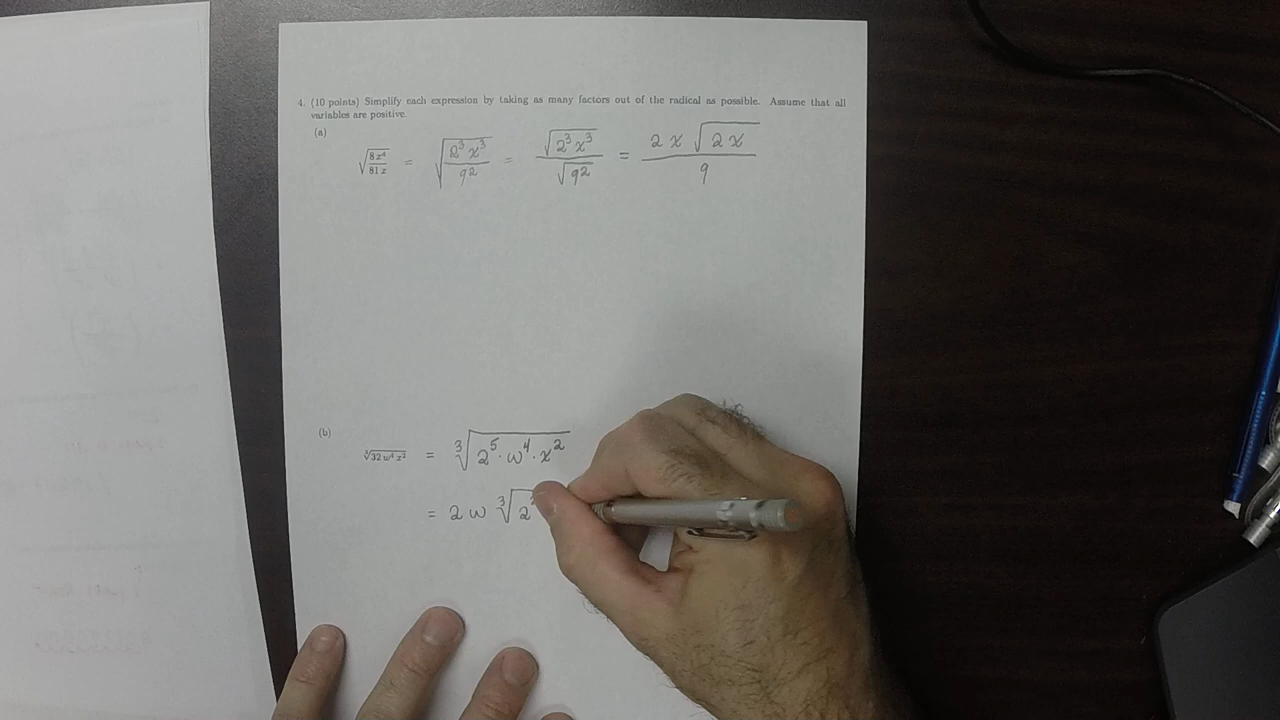 4. (10 points) Simplify each expression by taking as many factors out of the radical as possible. Assume that all
variables are positive.
(a)
√(8x⁴/81x) = √(2³x³/9²) = √(2³x³)/√(9²) = 2x√(2x)/9
(b)
∛(32w⁴x²) = ∛(2⁵·w⁴·x²)
= 2w ∛2